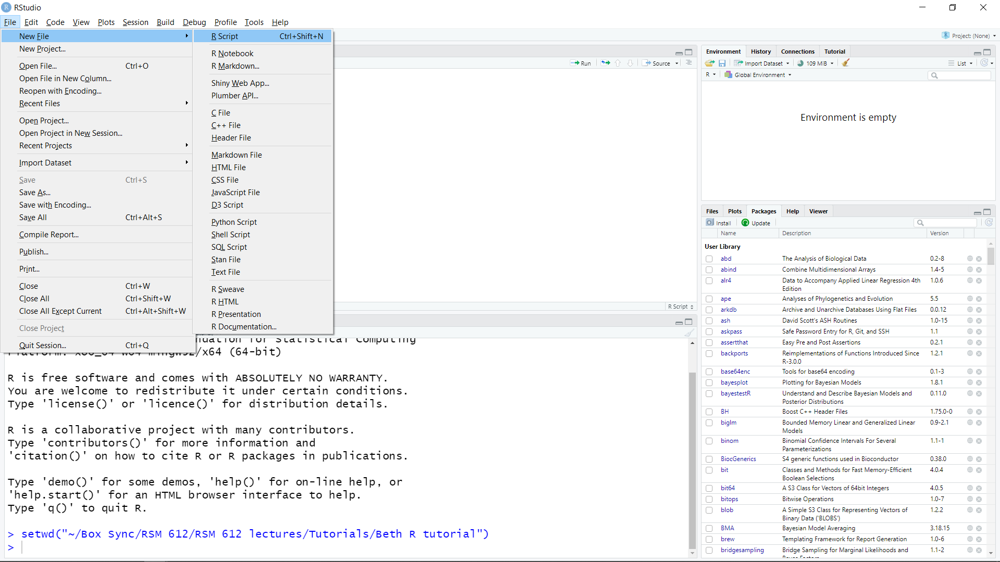 RStudio
File Edit Code View Plots Session Build Debug Profile Tools Help
New File
New Project...
Open File... Ctrl+O
Open File in New Column...
Reopen with Encoding...
Recent Files
Open Project...
Open Project in New Session...
Recent Projects
Import Dataset
Save Ctrl+S
Save As...
Save with Encoding...
Save All Ctrl+Alt+S
Compile Report...
Publish...
Print...
Close Ctrl+W
Close All Ctrl+Shift+W
Close All Except Current Ctrl+Alt+Shift+W
Close Project
Quit Session... Ctrl+Q
R Script Ctrl+Shift+N
R Notebook
R Markdown...
Shiny Web App...
Plumber API...
C File
C++ File
Header File
Markdown File
HTML File
CSS File
JavaScript File
D3 Script
Python Script
Shell Script
SQL Script
Stan File
Text File
R Sweave
R HTML
R Presentation
R Documentation...
Run Source
R Script
Statistical Computing
/x64 (64-bit)
R is free software and comes with ABSOLUTELY NO WARRANTY.
You are welcome to redistribute it under certain conditions.
Type 'license()' or 'licence()' for distribution details.
R is a collaborative project with many contributors.
Type 'contributors()' for more information and
'citation()' on how to cite R or R packages in publications.
Type 'demo()' for some demos, 'help()' for on-line help, or
'help.start()' for an HTML browser interface to help.
Type 'q()' to quit R.
> setwd("~/Box Sync/RSM 612/RSM 612 lectures/Tutorials/Beth R tutorial")
>
Project: (None)
Environment History Connections Tutorial
Import Dataset 109 MiB List
R Global Environment
Environment is empty
Files Plots Packages Help Viewer
Install Update
Name Description Version
User Library
abd The Analysis of Biological Data 0.2-8
abind Combine Multidimensional Arrays 1.4-5
alr4 Data to Accompany Applied Linear Regression 4th 1.0.6
Edition
ape Analyses of Phylogenetics and Evolution 5.5
arkdb Archive and Unarchive Databases Using Flat Files 0.0.12
ash David Scott's ASH Routines 1.0-15
askpass Safe Password Entry for R, Git, and SSH 1.1
assertthat Easy Pre and Post Assertions 0.2.1
backports Reimplementations of Functions Introduced Since 1.2.1
R-3.0.0
base64enc Tools for base64 encoding 0.1-3
bayesplot Plotting for Bayesian Models 1.8.1
bayestestR Understand and Describe Bayesian Models and 0.11.0
Posterior Distributions
BH Boost C++ Header Files 1.75.0-0
biglm Bounded Memory Linear and Generalized Linear 0.9-2.1
Models
binom Binomial Confidence Intervals For Several 1.1-1
Parameterizations
BiocGenerics S4 generic functions used in Bioconductor 0.38.0
bit Classes and Methods for Fast Memory-Efficient 4.0.4
Boolean Selections
bit64 A S3 Class for Vectors of 64bit Integers 4.0.5
bitops Bitwise Operations 1.0-7
blob A Simple S3 Class for Representing Vectors of 1.2.2
Binary Data ('BLOBS')
BMA Bayesian Model Averaging 3.18.15
brew Templating Framework for Report Generation 1.0-6
bridgesampling Bridge Sampling for Marginal Likelihoods and 1.1-2